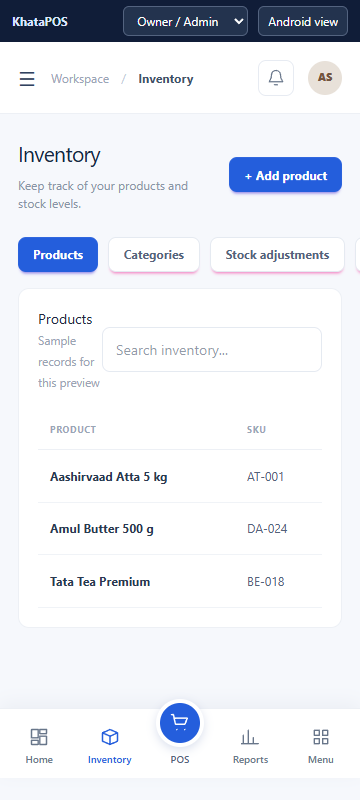 KhataPOS
Owner / Admin
Android view
Workspace / Inventory
AS
Inventory
Keep track of your products and
stock levels.
+ Add product
Products
Categories
Stock adjustments
Products
Sample
records for
this preview
Search inventory...
PRODUCT SKU
Aashirvaad Atta 5 kg AT-001
Amul Butter 500 g DA-024
Tata Tea Premium BE-018
Home
Inventory
POS
Reports
Menu